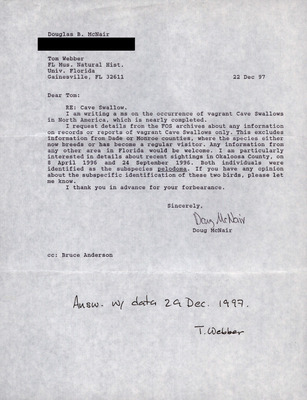 Douglas B. McNair
Tom Webber
FL Mus. Natural Hist.
Univ. Florida
Gainesville, FL 32611
22 Dec 97
Dear Tom:
RE: Cave Swallow.
I am writing a ms on the occurrence of vagrant Cave Swallows
in North America, which is nearly completed.
I request details from the FOS archives about any information
on records or reports of vagrant Cave Swallows only. This excludes
information from Dade or Monroe counties, where the species either
now breeds or has become a regular visitor. Any information from
any other area in Florida would be welcome. I am particularly
interested in details about recent sightings in Okaloosa County, on
8 April 1996 and 24 September 1996. Both individuals were
identified as the subspecies pelodoma. If you have any opinion
about the subspecific identification of these two birds, please let
me know.
I thank you in advance for your forbearance.
Sincerely,
Doug McNair
Doug McNair
cc: Bruce Anderson
Answ. w/ data 29 Dec. 1997.
T. Webber